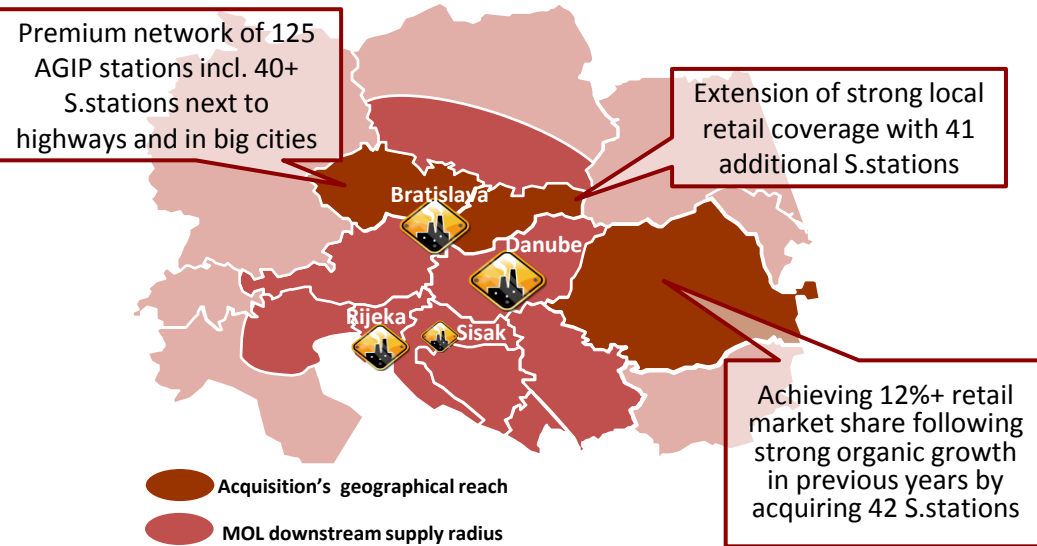 Premium network of 125
AGIP stations incl. 40+
S.stations next to
highways and in big cities
Extension of strong local
retail coverage with 41
additional S.stations
Bratislava
Danube
Rijeka
Sisak
Achieving 12%+ retail
market share following
strong organic growth
in previous years by
acquiring 42 S.stations
Acquisition's geographical reach
MOL downstream supply radius